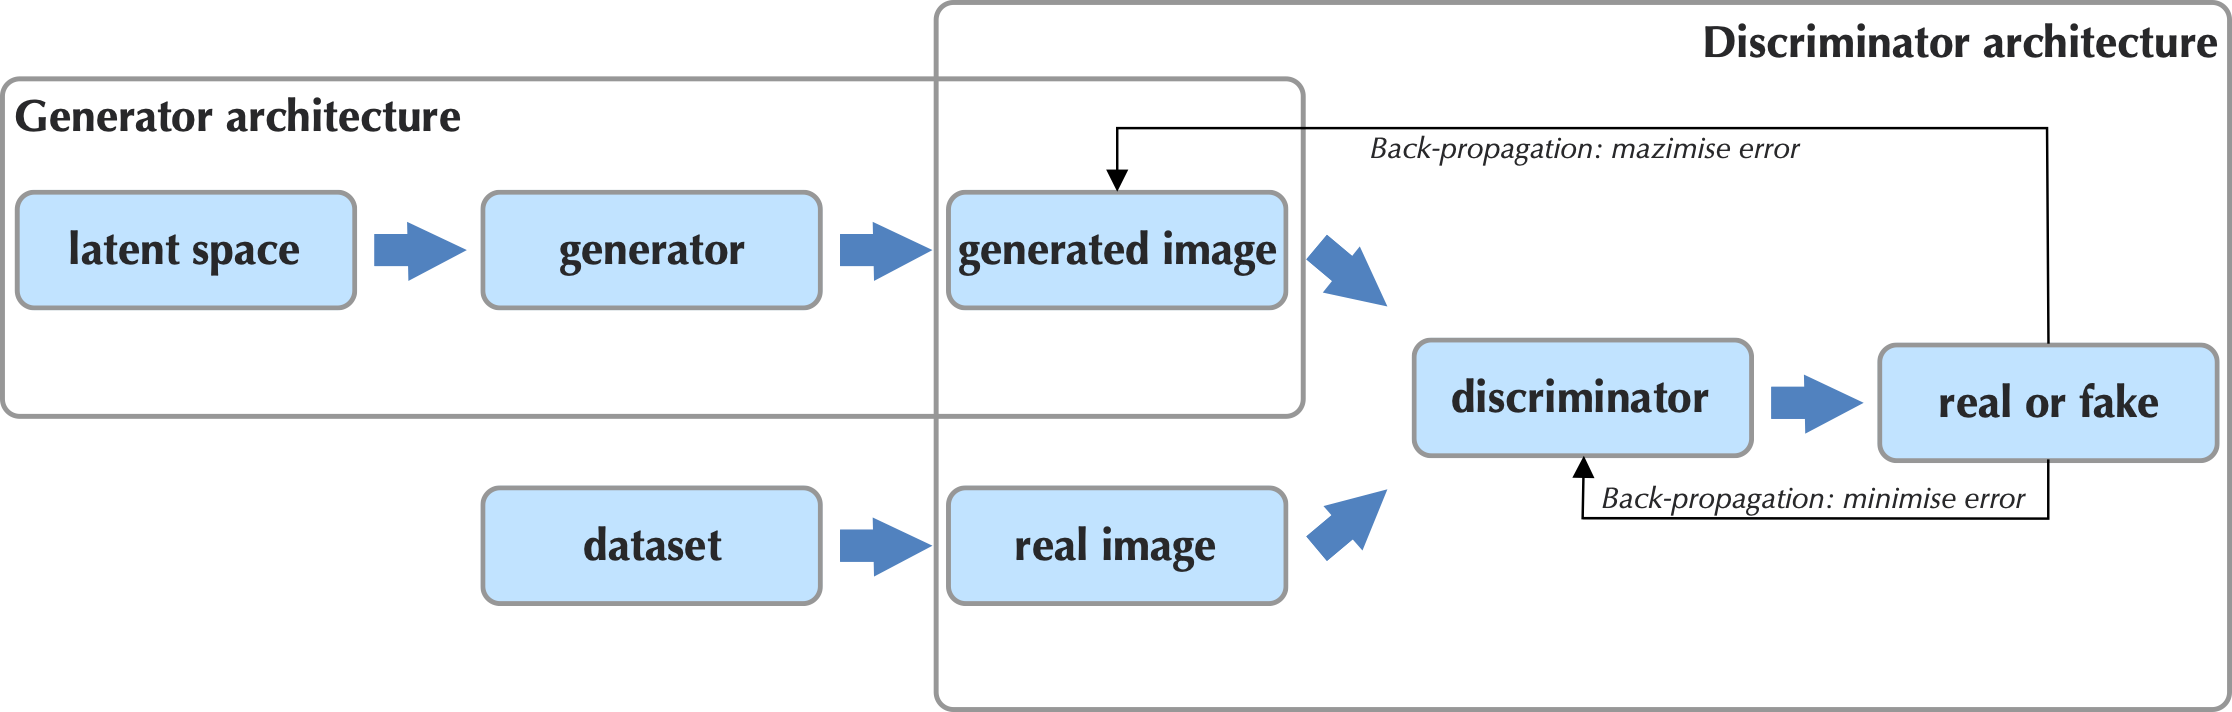 Discriminator architecture
Generator architecture
Back-propagation: mazimise error
latent space
generator
generated image
discriminator
real or fake
Back-propagation: minimise error
dataset
real image